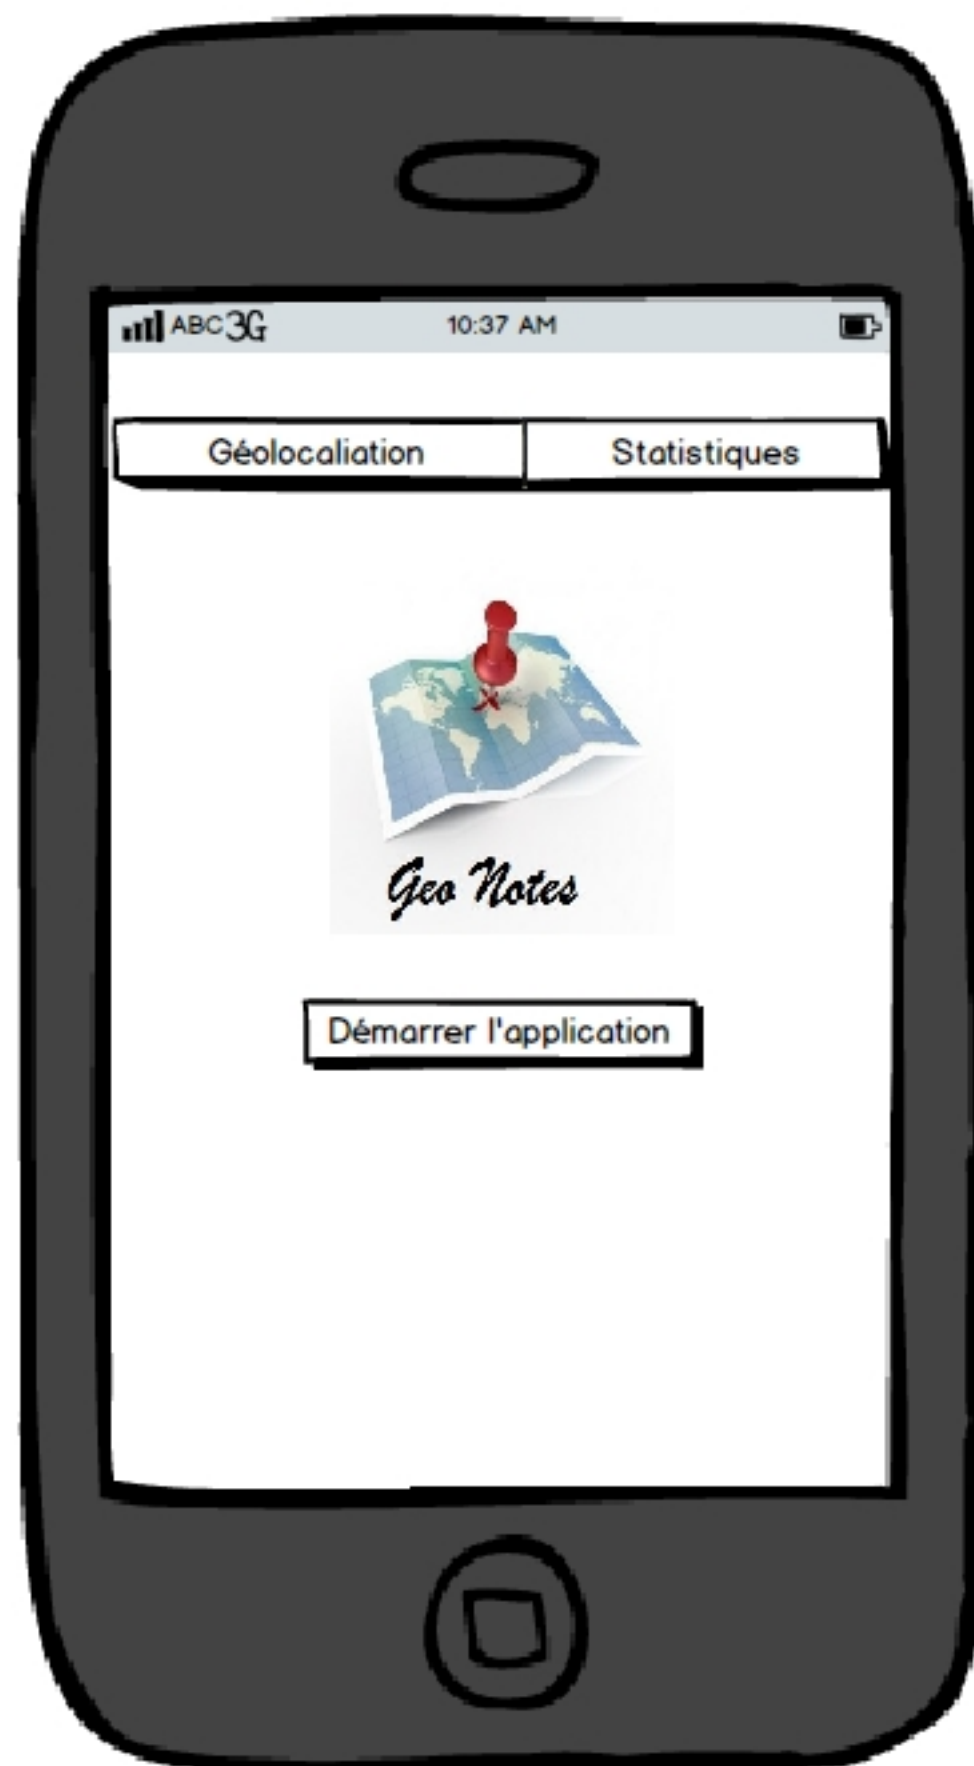 ABC 3G 10:37 AM
Géolocaliation Statistiques
Geo Notes
Démarrer l'application